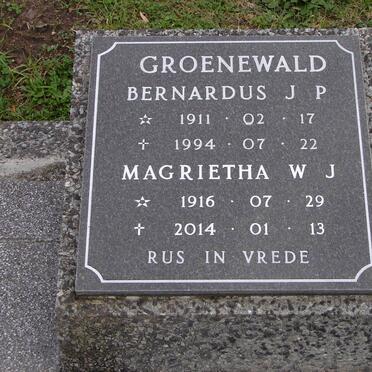 GROENEWALD
BERNARDUS J P
☆ 1911 · 02 · 17
† 1994 · 07 · 22
MAGRIETHA W J
☆ 1916 · 07 · 29
† 2014 · 01 · 13
RUS IN VREDE